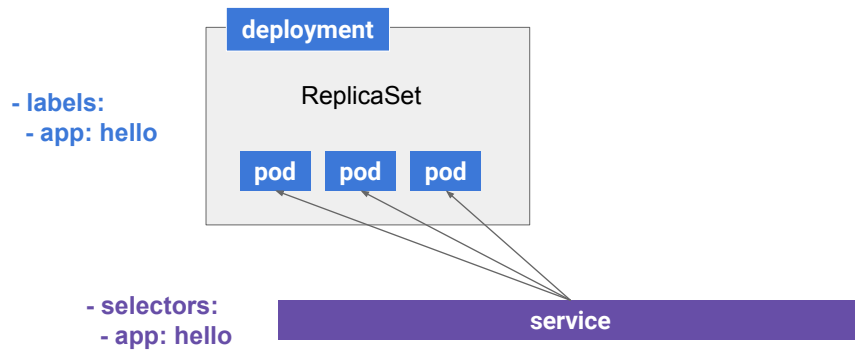 deployment
ReplicaSet
- labels:
- app: hello
pod pod pod
- selectors:
- app: hello
service